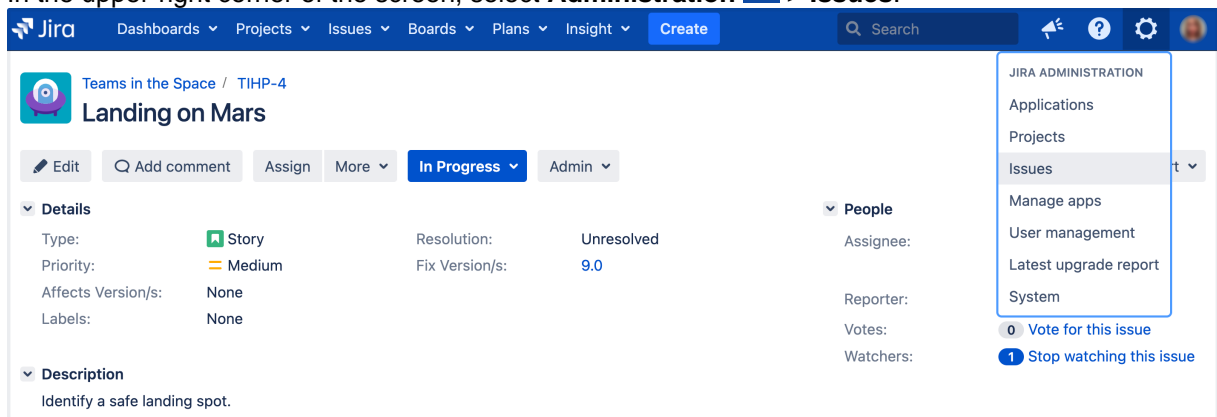 In the upper-right corner of the screen, select Administration > Issues.
Jira Dashboards Projects Issues Boards Plans Insight Create Search
JIRA ADMINISTRATION
Applications
Projects
Issues
Manage apps
User management
Latest upgrade report
System
Teams in the Space / TIHP-4
Landing on Mars
Edit Add comment Assign More In Progress Admin
Details
Type: Story
Priority: Medium
Affects Version/s: None
Labels: None
Resolution: Unresolved
Fix Version/s: 9.0
People
Assignee:
Reporter:
Votes: 0 Vote for this issue
Watchers: 1 Stop watching this issue
Description
Identify a safe landing spot.